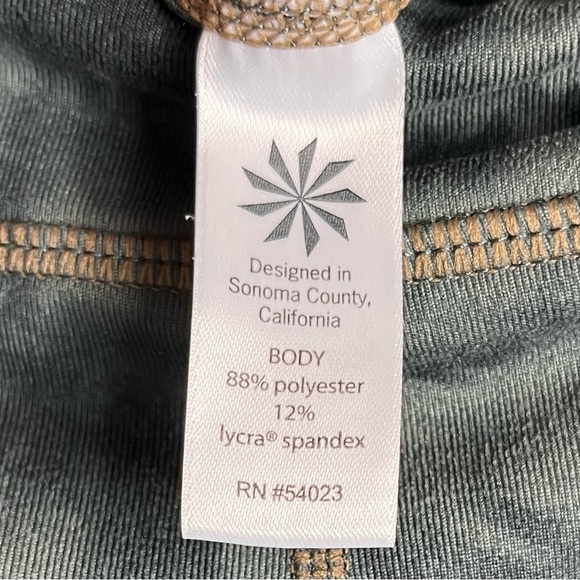 Designed in
Sonoma County,
California
BODY
88% polyester
12%
lycra® spandex
RN #54023